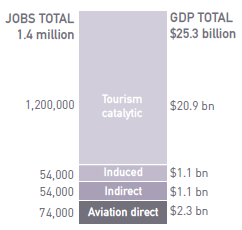 JOBS TOTAL
1.4 million
GDP TOTAL
$25.3 billion
1,200,000
Tourism
catalytic
$20.9 bn
54,000 Induced $1.1 bn
54,000 Indirect $1.1 bn
74,000 Aviation direct $2.3 bn